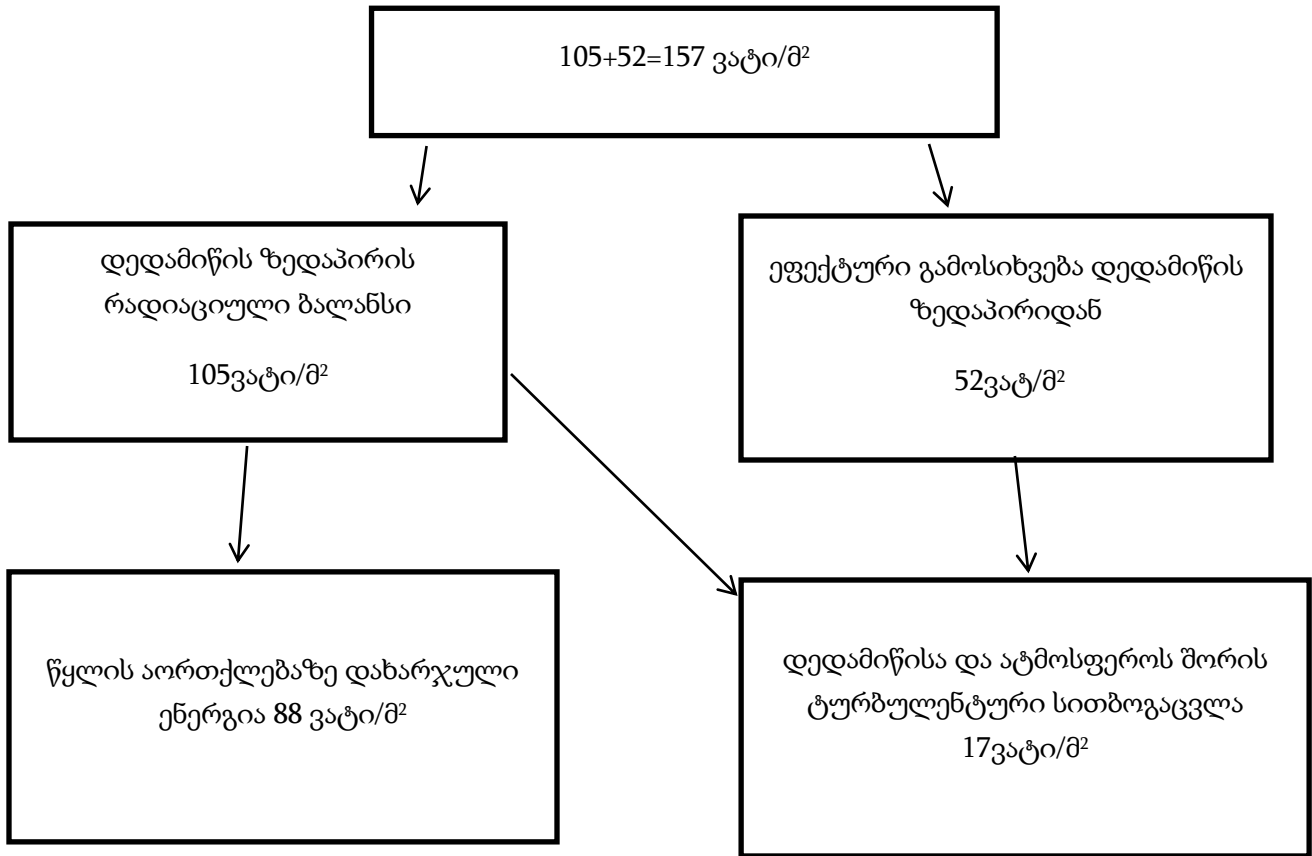 105+52=157 ვატი/მ²
დედამიწის ზედაპირის
რადიაციული ბალანსი
105ვატი/მ²
ეფექტური გამოსიხვება დედამიწის
ზედაპირიდან
52ვატ/მ²
წყლის აორთქლებაზე დახარჯული
ენერგია 88 ვატი/მ²
დედამიწისა და ატმოსფეროს შორის
ტურბულენტური სითბოგაცვლა
17ვატი/მ²